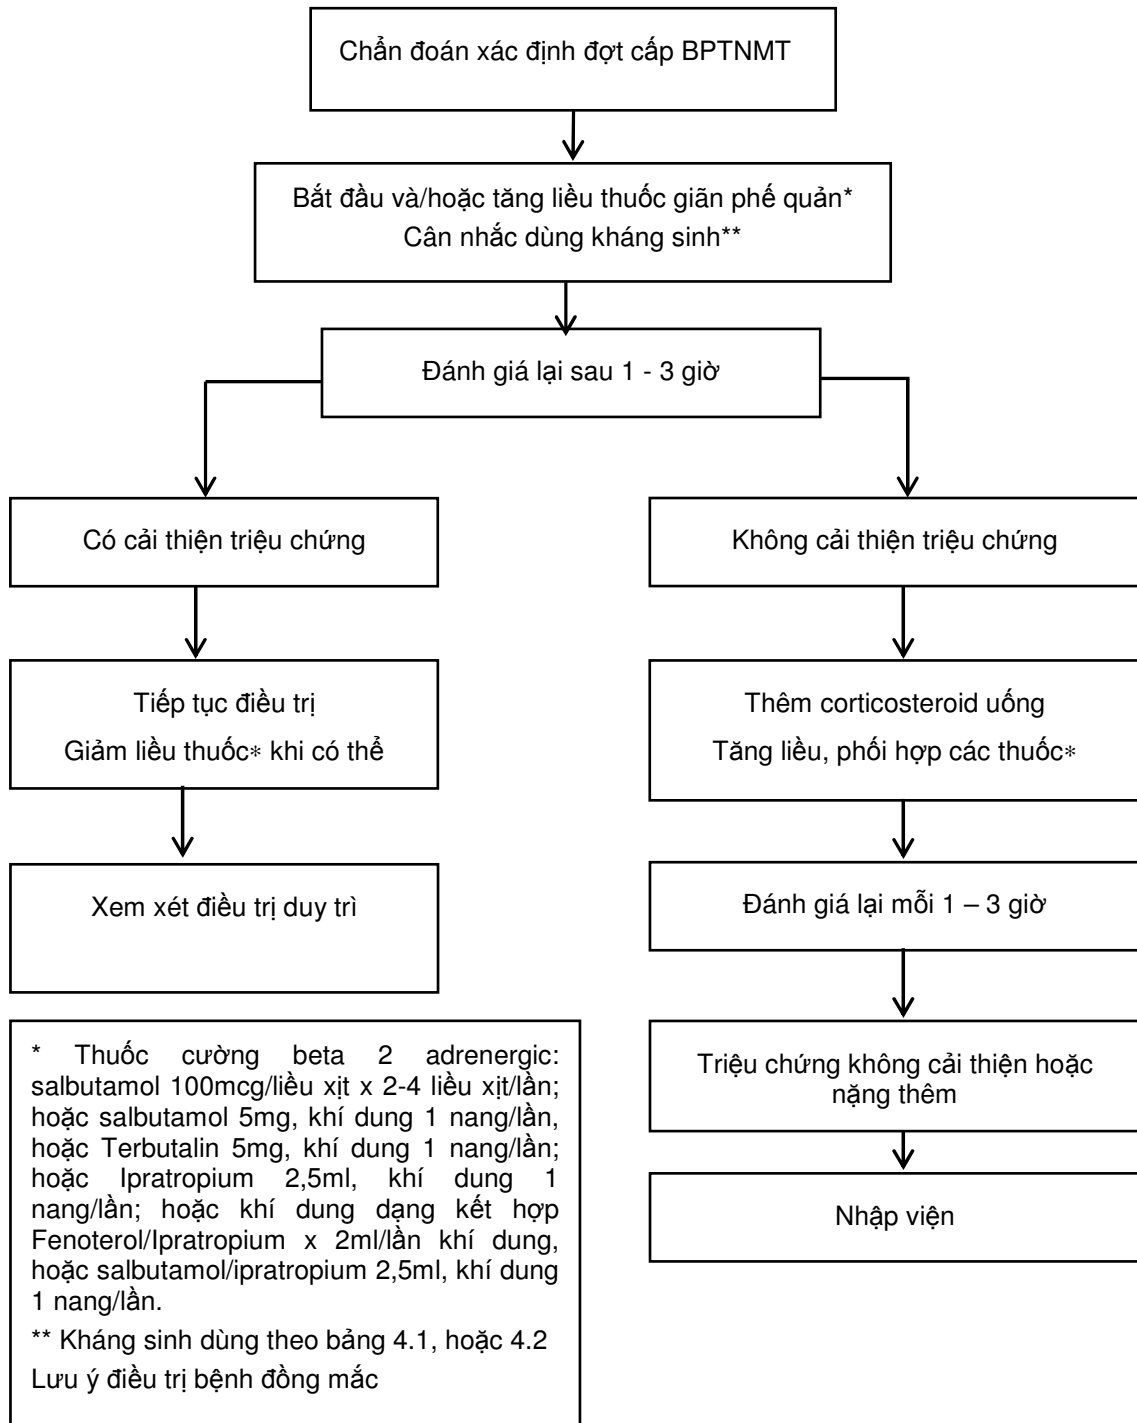 Chẩn đoán xác định đợt cấp BPTNMT
Bắt đầu và/hoặc tăng liều thuốc giãn phế quản*
Cân nhắc dùng kháng sinh**
Đánh giá lại sau 1 - 3 giờ
Có cải thiện triệu chứng
Không cải thiện triệu chứng
Tiếp tục điều trị
Giảm liều thuốc* khi có thể
Thêm corticosteroid uống
Tăng liều, phối hợp các thuốc*
Xem xét điều trị duy trì
Đánh giá lại mỗi 1 – 3 giờ
Triệu chứng không cải thiện hoặc
nặng thêm
Nhập viện
* Thuốc cường beta 2 adrenergic:
salbutamol 100mcg/liều xịt x 2-4 liều xịt/lần;
hoặc salbutamol 5mg, khí dung 1 nang/lần,
hoặc Terbutalin 5mg, khí dung 1 nang/lần;
hoặc Ipratropium 2,5ml, khí dung 1
nang/lần; hoặc khí dung dạng kết hợp
Fenoterol/Ipratropium x 2ml/lần khí dung,
hoặc salbutamol/ipratropium 2,5ml, khí dung
1 nang/lần.
** Kháng sinh dùng theo bảng 4.1, hoặc 4.2
Lưu ý điều trị bệnh đồng mắc